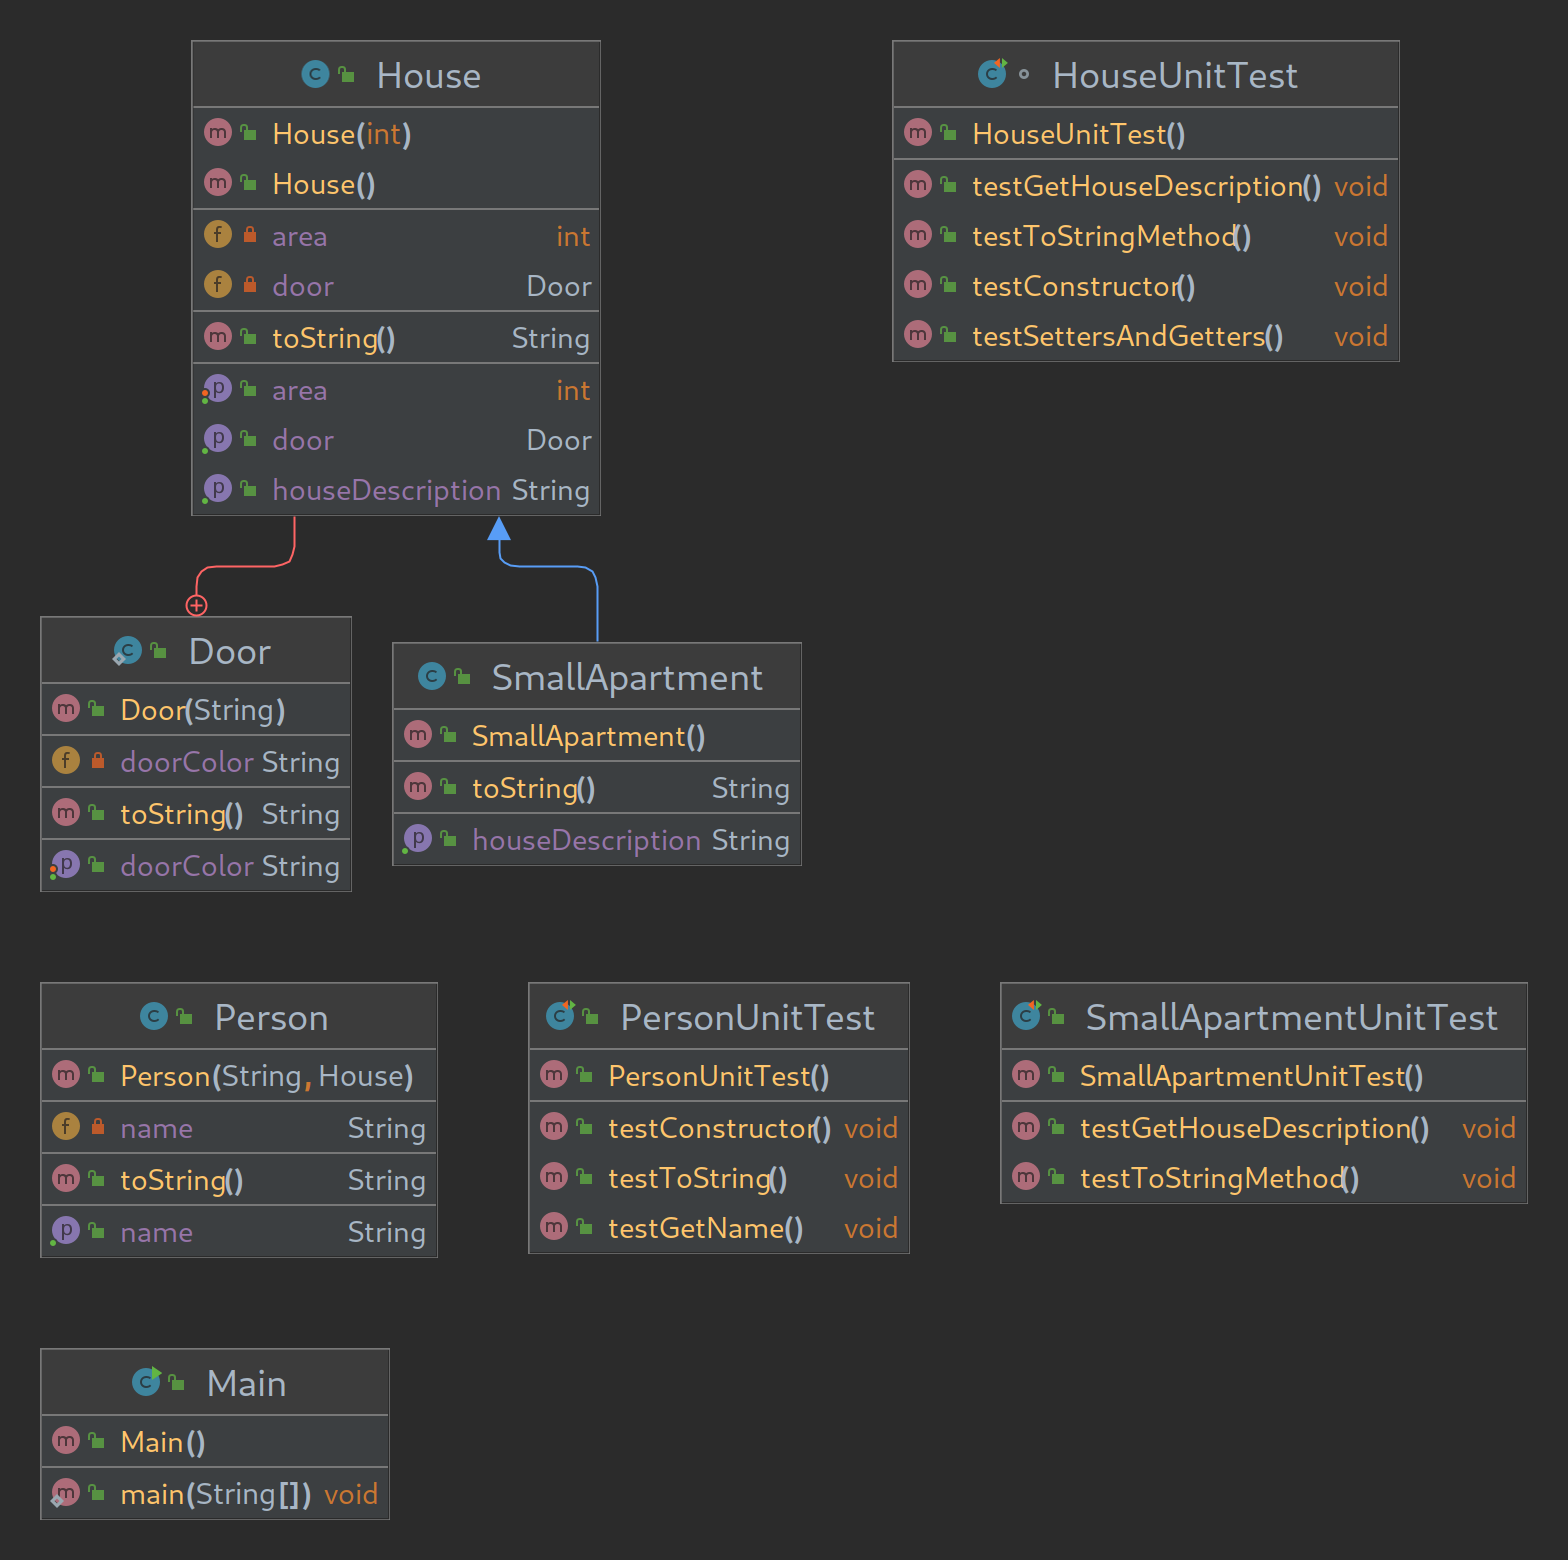 House
House(int)
House()
area int
door Door
toString() String
area int
door Door
houseDescription String
HouseUnitTest
HouseUnitTest()
testGetHouseDescription() void
testToStringMethod() void
testConstructor() void
testSettersAndGetters() void
Door
Door(String)
doorColor String
toString() String
doorColor String
SmallApartment
SmallApartment()
toString() String
houseDescription String
Person
Person(String, House)
name String
toString() String
name String
PersonUnitTest
PersonUnitTest()
testConstructor() void
testToString() void
testGetName() void
SmallApartmentUnitTest
SmallApartmentUnitTest()
testGetHouseDescription() void
testToStringMethod() void
Main
Main()
main(String[]) void